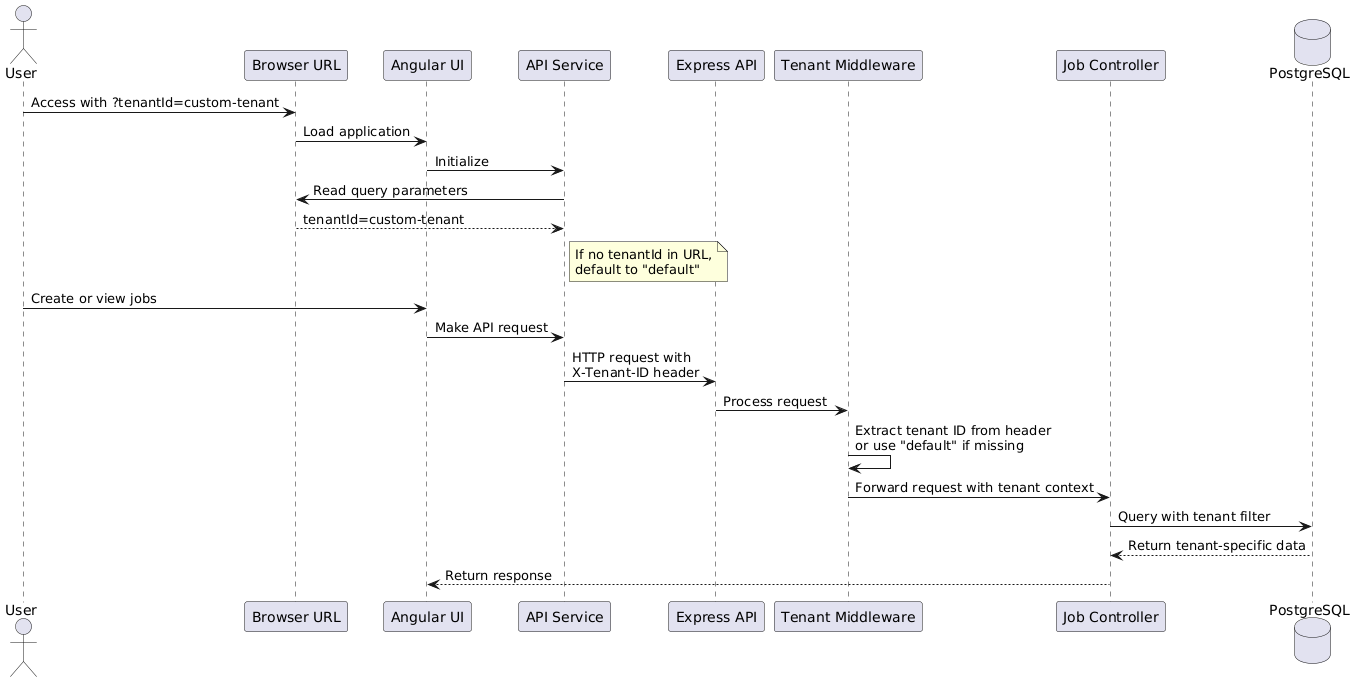 User
Browser URL
Angular UI
API Service
Express API
Tenant Middleware
Job Controller
PostgreSQL
Access with ?tenantId=custom-tenant
Load application
Initialize
Read query parameters
tenantId=custom-tenant
If no tenantId in URL,
default to "default"
Create or view jobs
Make API request
HTTP request with
X-Tenant-ID header
Process request
Extract tenant ID from header
or use "default" if missing
Forward request with tenant context
Query with tenant filter
Return tenant-specific data
Return response
User
Browser URL
Angular UI
API Service
Express API
Tenant Middleware
Job Controller
PostgreSQL